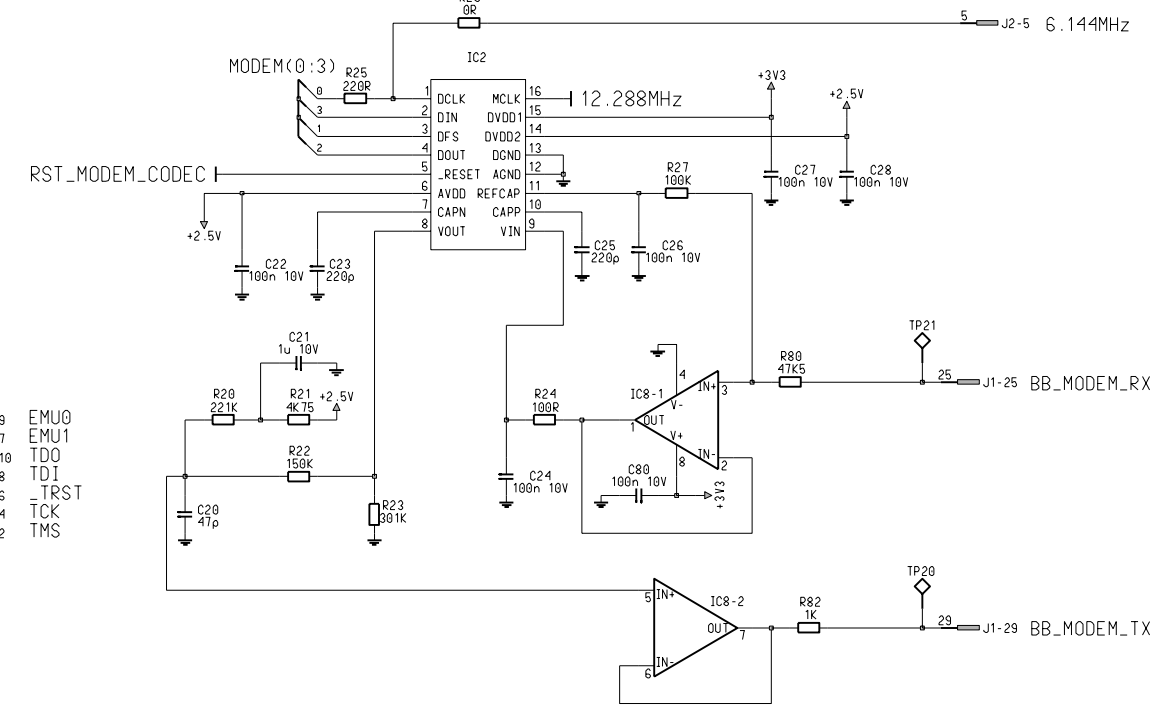 0R
5 J2-5 6.144MHz
IC2
MODEM(0:3)
R25
220R
+3V3
+2.5V
0 1 DCLK MCLK 16 12.288MHz
3 2 DIN DVDD1 15
1 3 DFS DVDD2 14
2 4 DOUT DGND 13
RST_MODEM_CODEC 5 _RESET AGND 12
6 AVDD REFCAP 11
7 CAPN CAPP 10
8 VOUT VIN 9
R27
100K
C27
100n 10V
C28
100n 10V
+2.5V
C22
100n 10V
C23
220p
C25
220p
C26
100n 10V
TP21
C21
1u 10V
R80
47K5
25 J1-25 BB_MODEM_RX
R20
221K
R21
4K75
+2.5V
R24
100R
IC8-1
4
V-
IN+ 3
1 OUT
V+
IN- 2
8
9 EMU0
7 EMU1
10 TDO
8 TDI
6 _TRST
4 TCK
2 TMS
R22
150K
C24
100n 10V
C80
100n 10V
+3V3
C20
47p
R23
301K
TP20
5 IN+
IC8-2
OUT 7
IN-
6
R82
1K
29 J1-29 BB_MODEM_TX